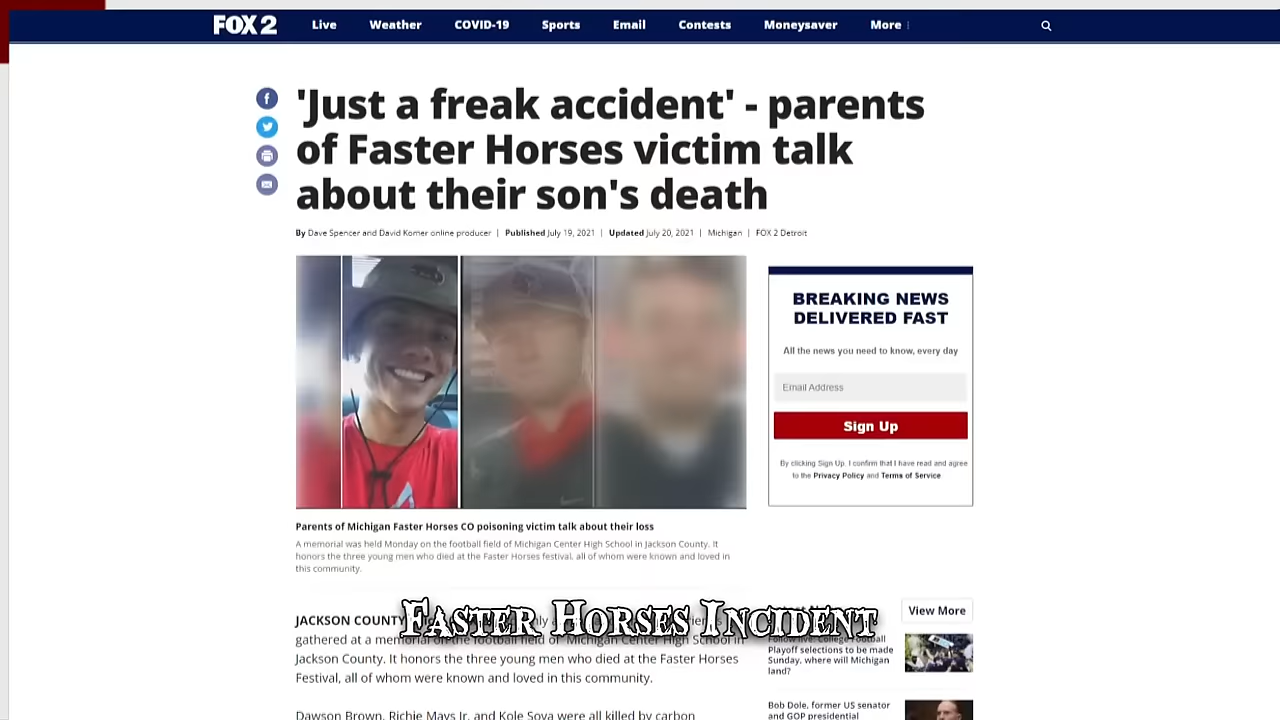 FOX 2 Live Weather COVID-19 Sports Email Contests Moneysaver More
'Just a freak accident' - parents
of Faster Horses victim talk
about their son's death
By Dave Spencer and David Komer online producer | Published July 19, 2021 | Updated July 20, 2021 | Michigan | FOX 2 Detroit
Parents of Michigan Faster Horses CO poisoning victim talk about their loss
A memorial was held Monday on the football field of Michigan Center High School in Jackson County. It
honors the three young men who died at the Faster Horses festival, all of whom were known and loved in
this community.
JACKSON COUNTY
gathered at a memorial on the football field of Michigan Center High School in
Jackson County. It honors the three young men who died at the Faster Horses
Festival, all of whom were known and loved in this community.
Dawson Brown, Richie Mays Jr. and Kole Sova were all killed by carbon
Faster Horses Incident
BREAKING NEWS
DELIVERED FAST
All the news you need to know, every day
Email Address
Sign Up
By clicking Sign Up, I confirm that I have read and agree
to the Privacy Policy and Terms of Service
View More
Follow live: College Football
Playoff selections to be made
Sunday, where will Michigan
land?
Bob Dole, former US senator
and GOP presidential